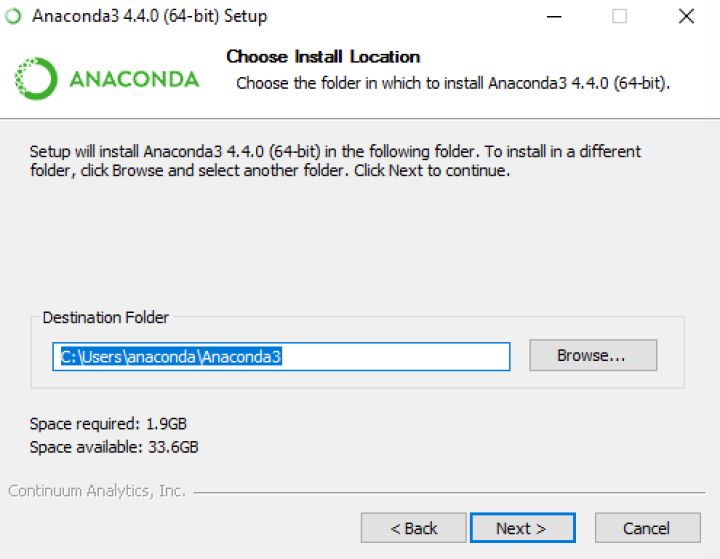 Anaconda3 4.4.0 (64-bit) Setup
Choose Install Location
ANACONDA
Choose the folder in which to install Anaconda3 4.4.0 (64-bit).
Setup will install Anaconda3 4.4.0 (64-bit) in the following folder. To install in a different
folder, click Browse and select another folder. Click Next to continue.
Destination Folder
C:\Users\anaconda\Anaconda3
Browse...
Space required: 1.9GB
Space available: 33.6GB
Continuum Analytics, Inc.
< Back
Next >
Cancel